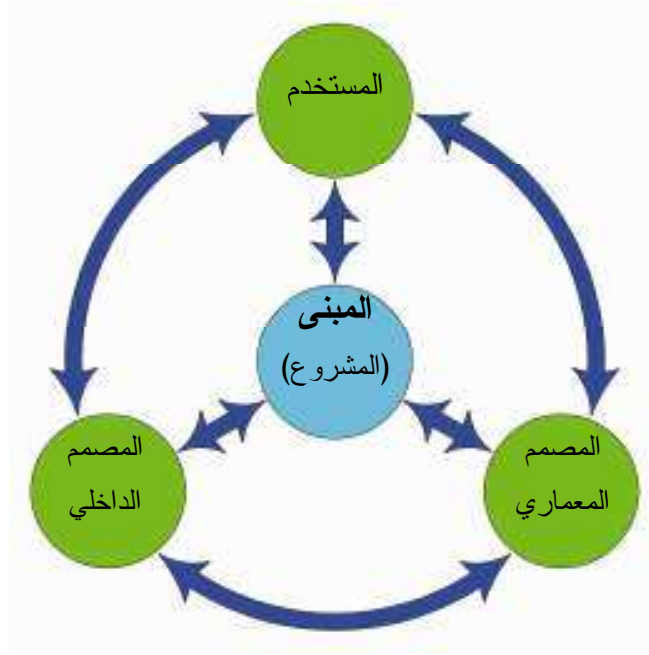 المستخدم
المبنى
(المشروع)
المصمم
المعماري
المصمم
الداخلي